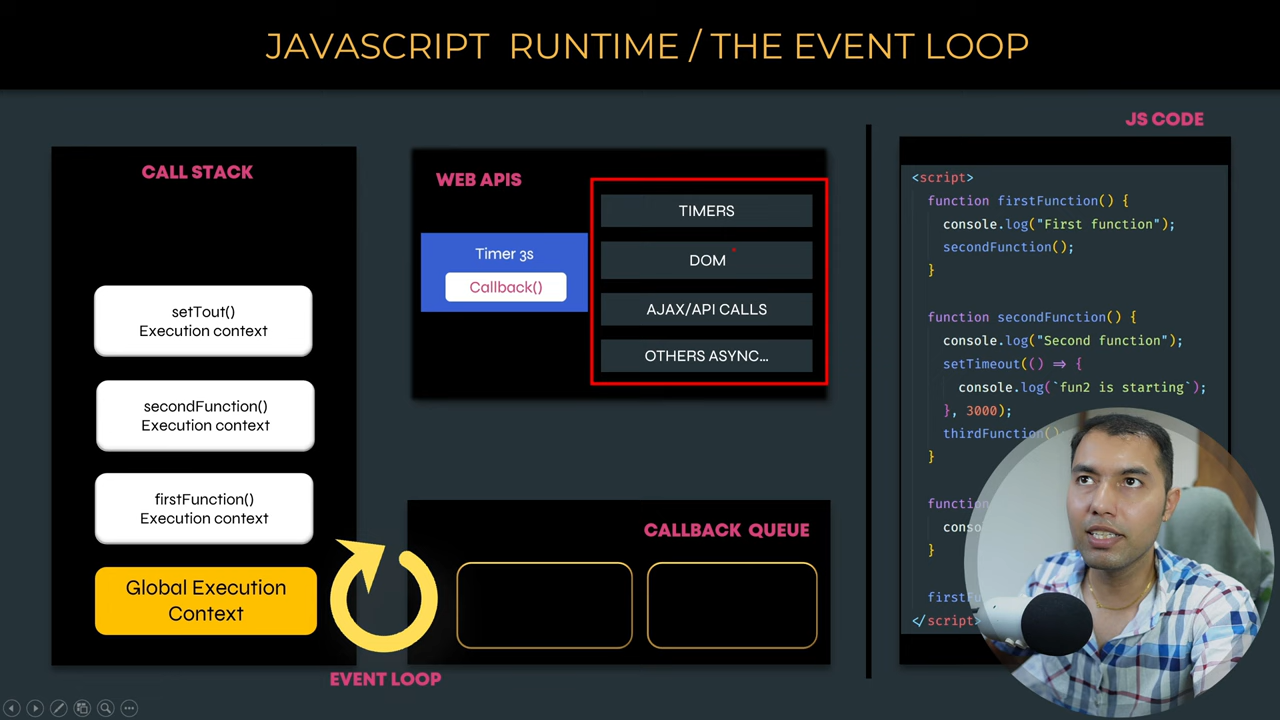 JAVASCRIPT RUNTIME / THE EVENT LOOP
CALL STACK
setTout()
Execution context
secondFunction()
Execution context
firstFunction()
Execution context
Global Execution
Context
EVENT LOOP
WEB APIS
Timer 3s
Callback()
TIMERS
DOM
AJAX/API CALLS
OTHERS ASYNC...
CALLBACK QUEUE
JS CODE
<script>
function firstFunction() {
console.log("First function");
secondFunction();
}
function secondFunction() {
console.log("Second function");
setTimeout(() => {
console.log(`fun2 is starting`);
}, 3000);
thirdFunction()
}
function
}
</script>